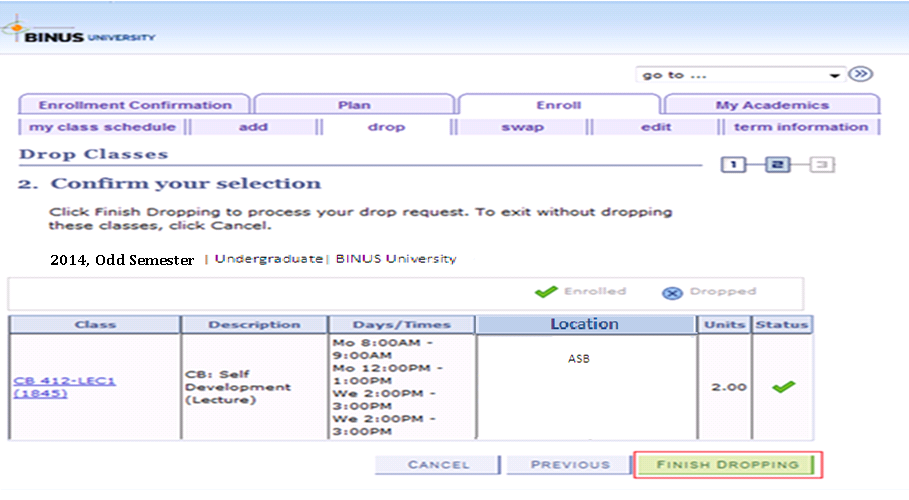 BINUS UNIVERSITY
go to ...
Enrollment Confirmation Plan Enroll My Academics
my class schedule add drop swap edit term information
Drop Classes
1 2 3
2. Confirm your selection
Click Finish Dropping to process your drop request. To exit without dropping
these classes, click Cancel.
2014, Odd Semester | Undergraduate| BINUS University
Enrolled Dropped
Class Description Days/Times Location Units Status
CB 412-LEC1
(1845)
CB: Self
Development
(Lecture)
Mo 8:00AM -
9:00AM
Mo 12:00PM -
1:00PM
We 2:00PM -
3:00PM
We 2:00PM -
3:00PM
ASB
2.00
CANCEL PREVIOUS FINISH DROPPING